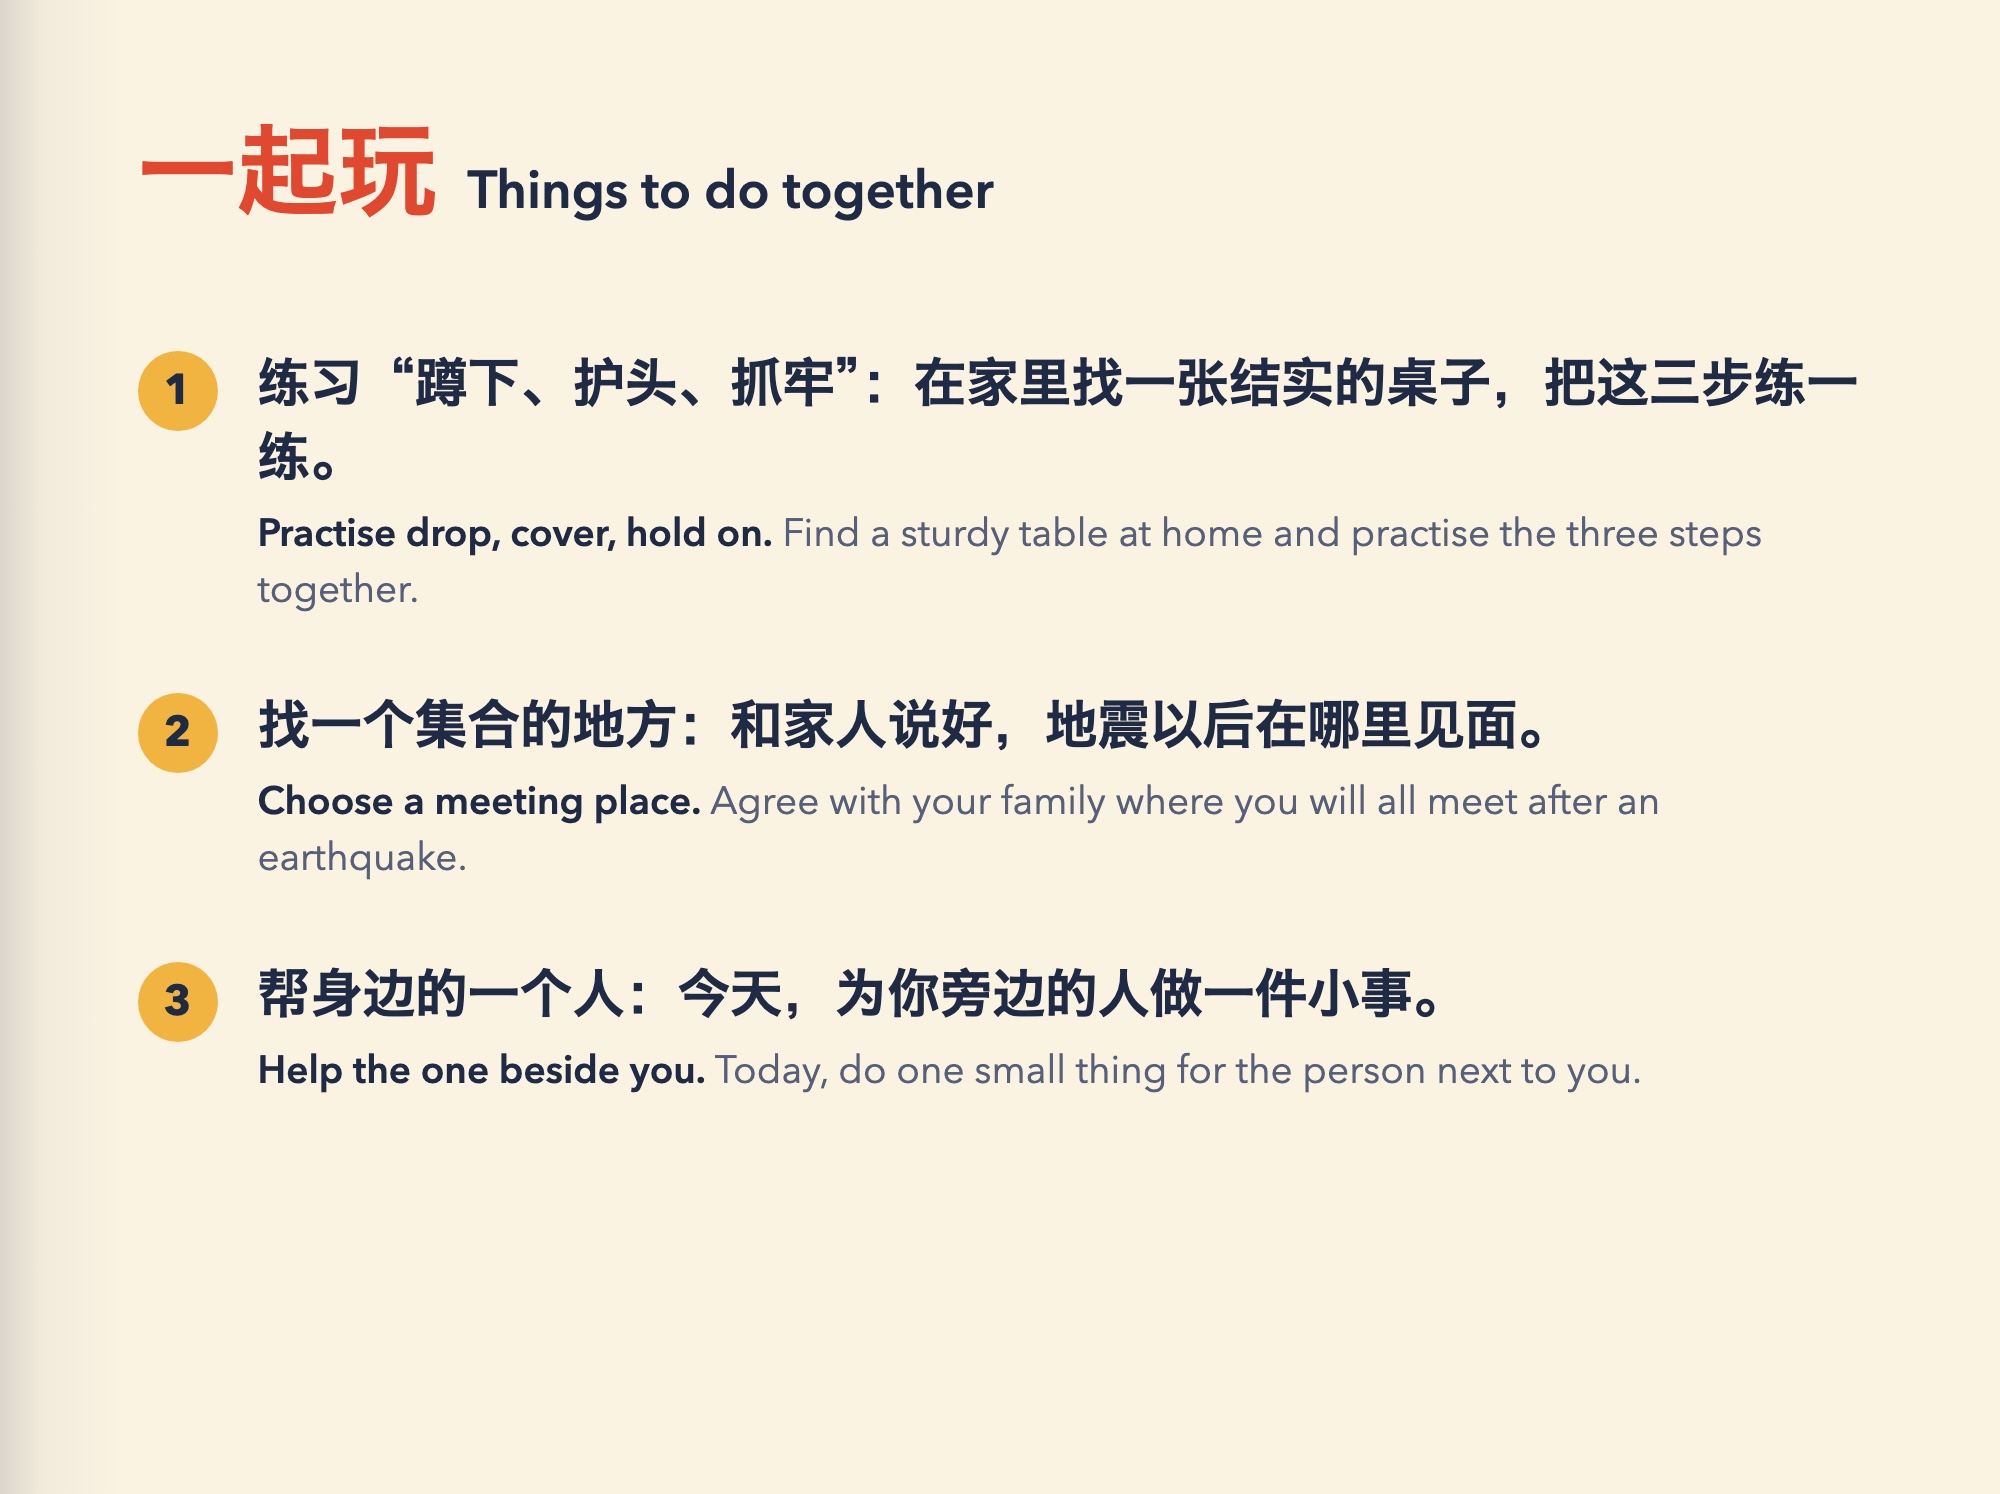 一起玩 Things to do together
1 练习“蹲下、护头、抓牢”：在家里找一张结实的桌子，把这三步练一
练。
Practise drop, cover, hold on. Find a sturdy table at home and practise the three steps
together.
2 找一个集合的地方：和家人说好，地震以后在哪里见面。
Choose a meeting place. Agree with your family where you will all meet after an
earthquake.
3 帮身边的一个人：今天，为你旁边的人做一件小事。
Help the one beside you. Today, do one small thing for the person next to you.